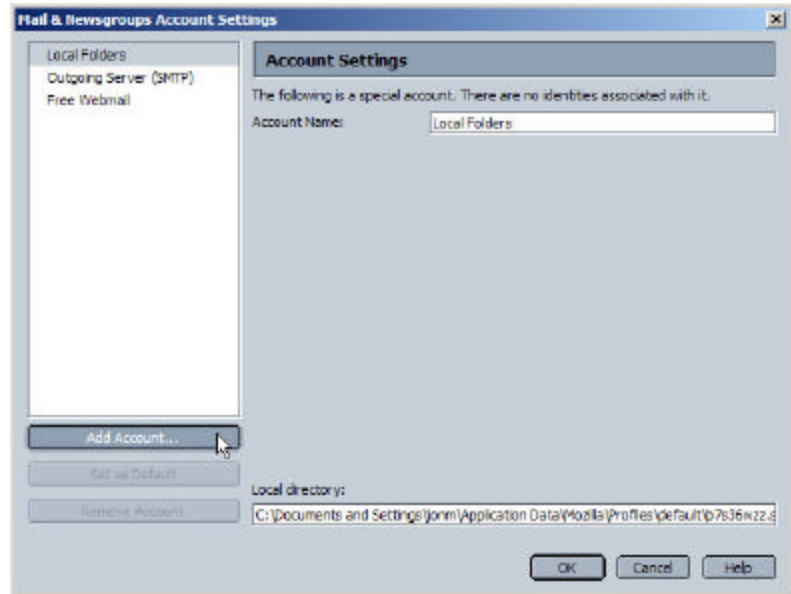 Mail & Newsgroups Account Settings
Local Folders
Outgoing Server (SMTP)
Free Webmail
Add Account...
Set as Default
Remove Account
Account Settings
The following is a special account. There are no identities associated with it.
Account Name:
Local Folders
Local directory:
C:\Documents and Settings\jonm\Application Data\Mozilla\Profiles\default\b7s36wzz.s
OK
Cancel
Help